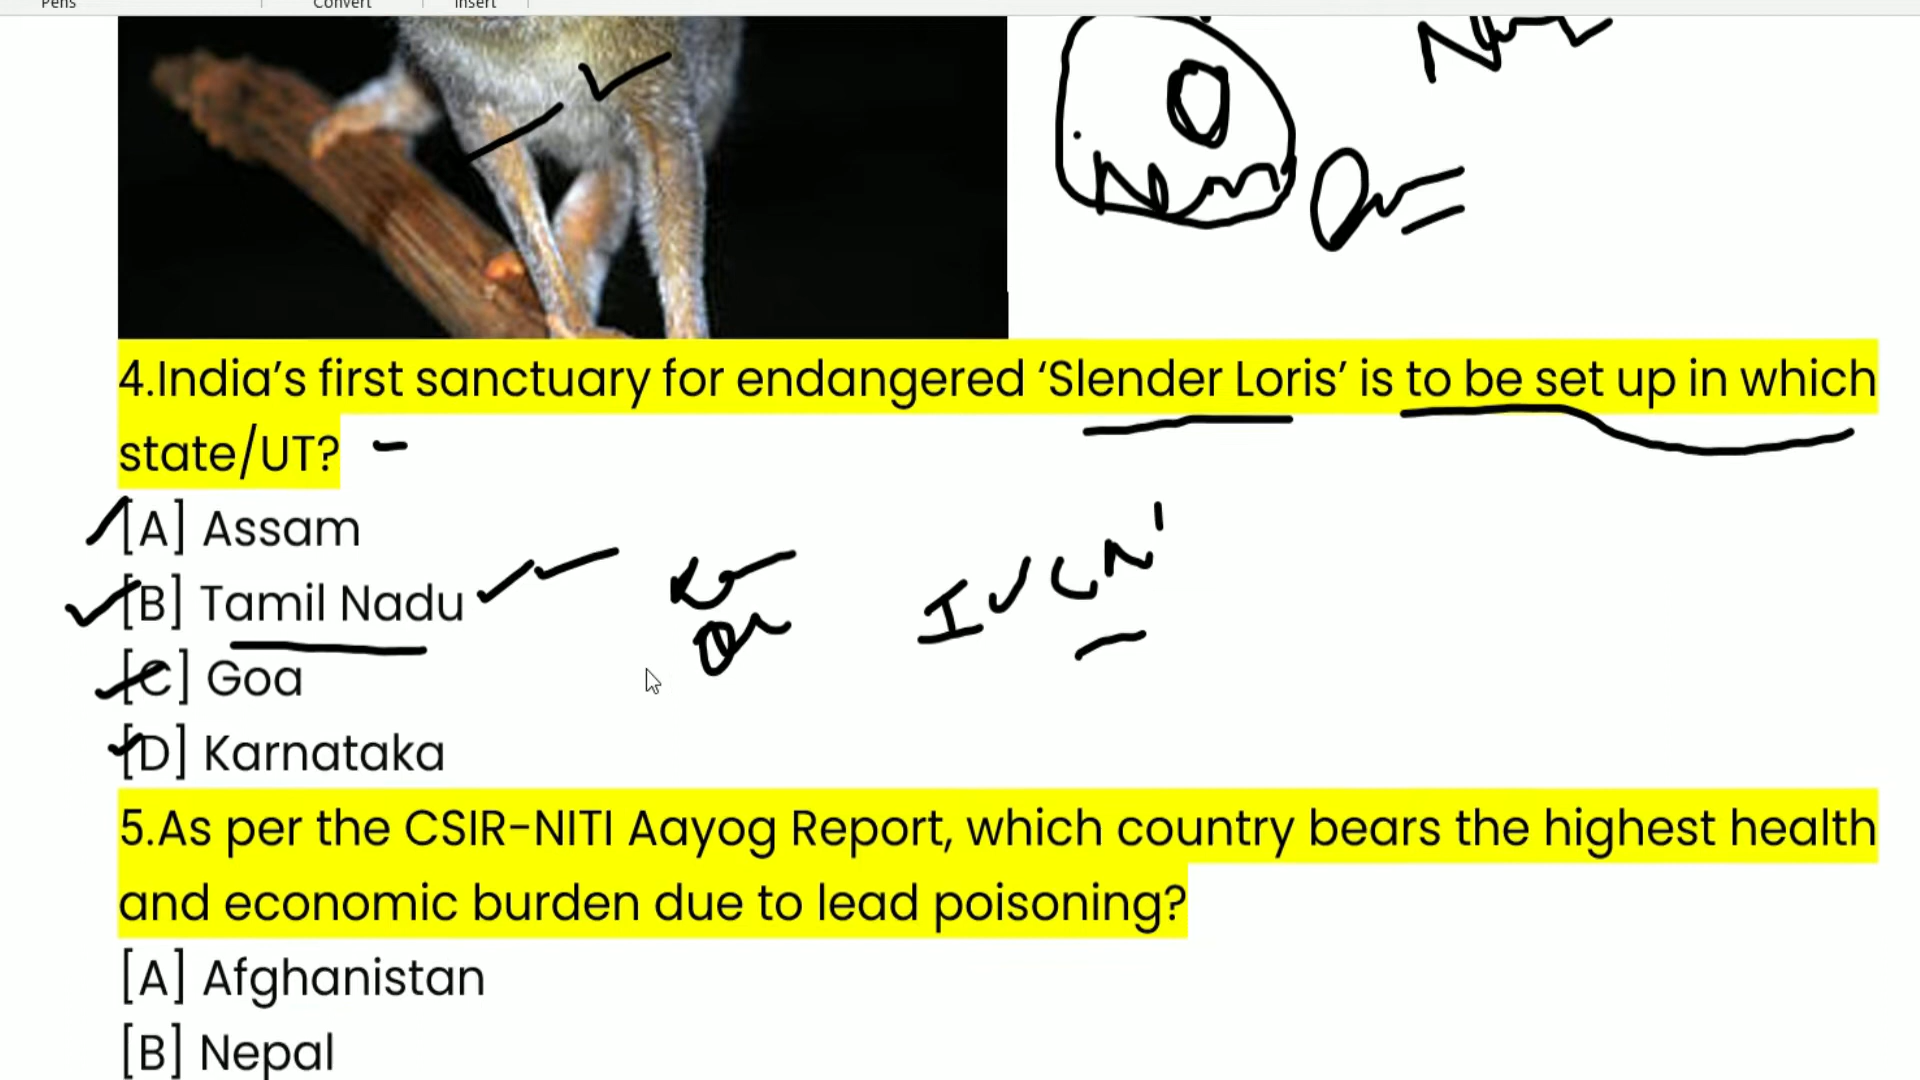 Pens Convert Insert
4.India’s first sanctuary for endangered ‘Slender Loris’ is to be set up in which
state/UT?
[A] Assam
[B] Tamil Nadu
IUCN
[C] Goa
[D] Karnataka
5.As per the CSIR-NITI Aayog Report, which country bears the highest health
and economic burden due to lead poisoning?
[A] Afghanistan
[B] Nepal